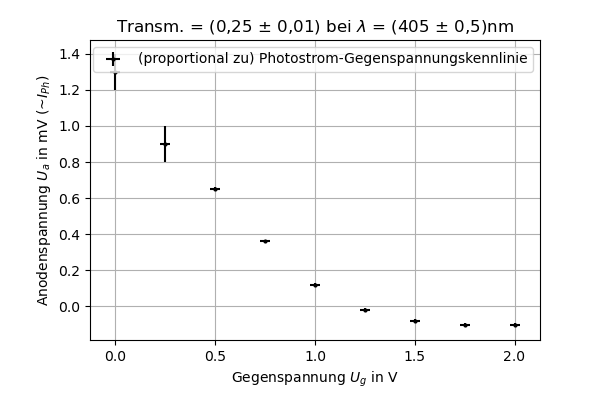 Transm. = (0,25 ± 0,01) bei λ = (405 ± 0,5)nm
(proportional zu) Photostrom-Gegenspannungskennlinie
Anodenspannung U_a in mV (~I_Ph)
1.4
1.2
1.0
0.8
0.6
0.4
0.2
0.0
0.0 0.5 1.0 1.5 2.0
Gegenspannung U_g in V